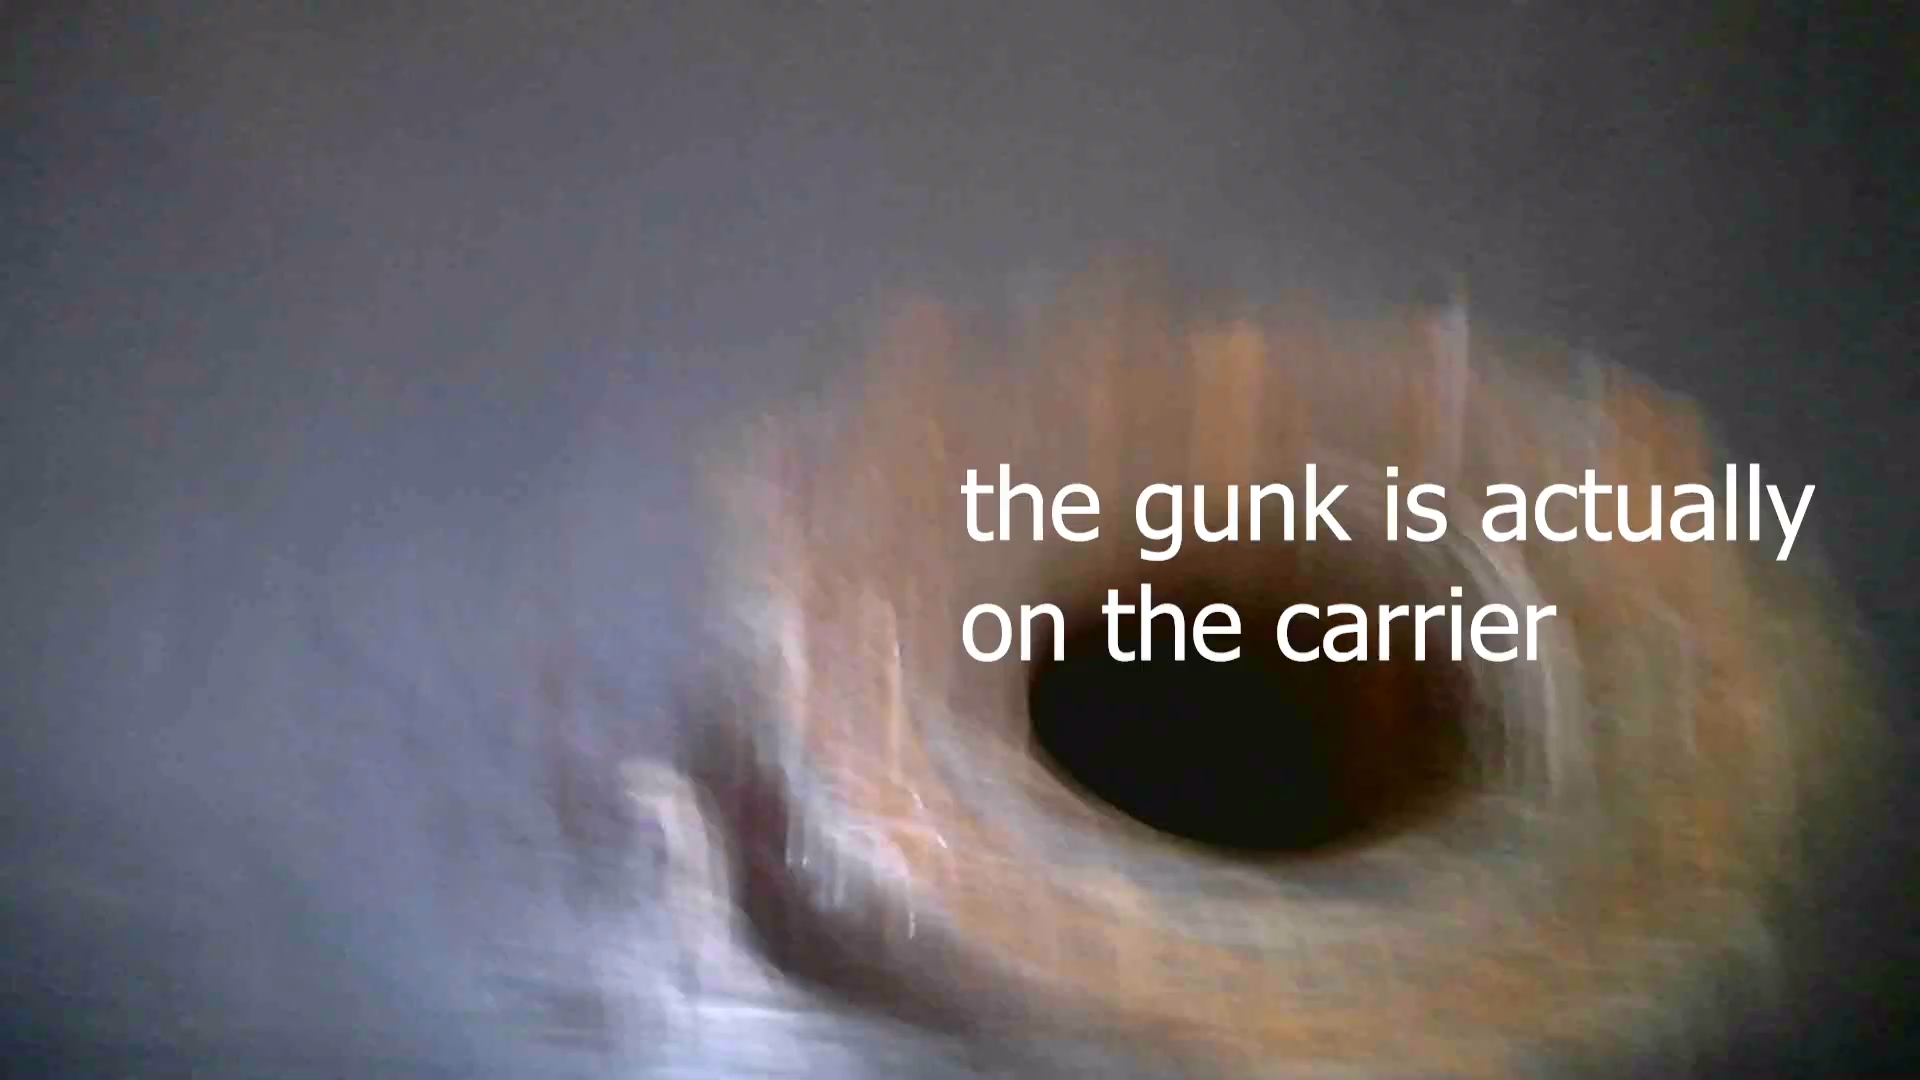 the gunk is actually
on the carrier